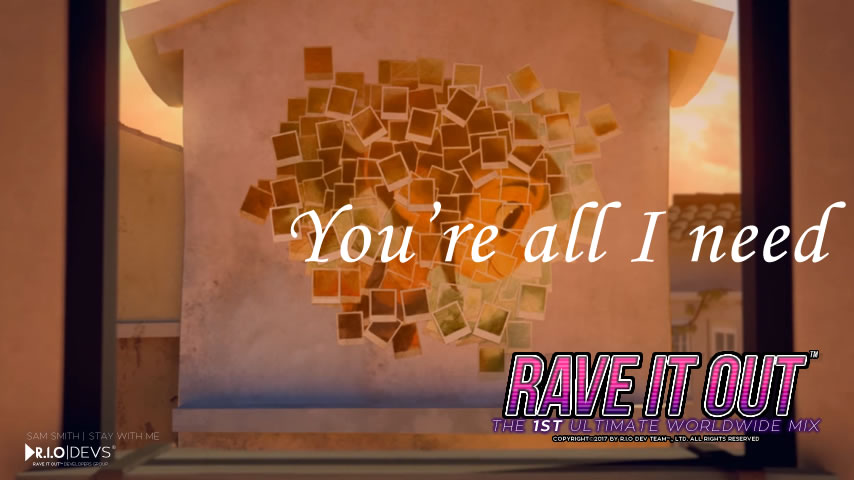 You're all I need
RAVE IT OUT™
THE 1ST ULTIMATE WORLDWIDE MIX
COPYRIGHT©2017 BY R.I.O DEV TEAM™., LTD. ALL RIGHTS RESERVED
SAM SMITH | STAY WITH ME
R.I.O|DEVS®
RAVE IT OUT™ DEVELOPERS GROUP